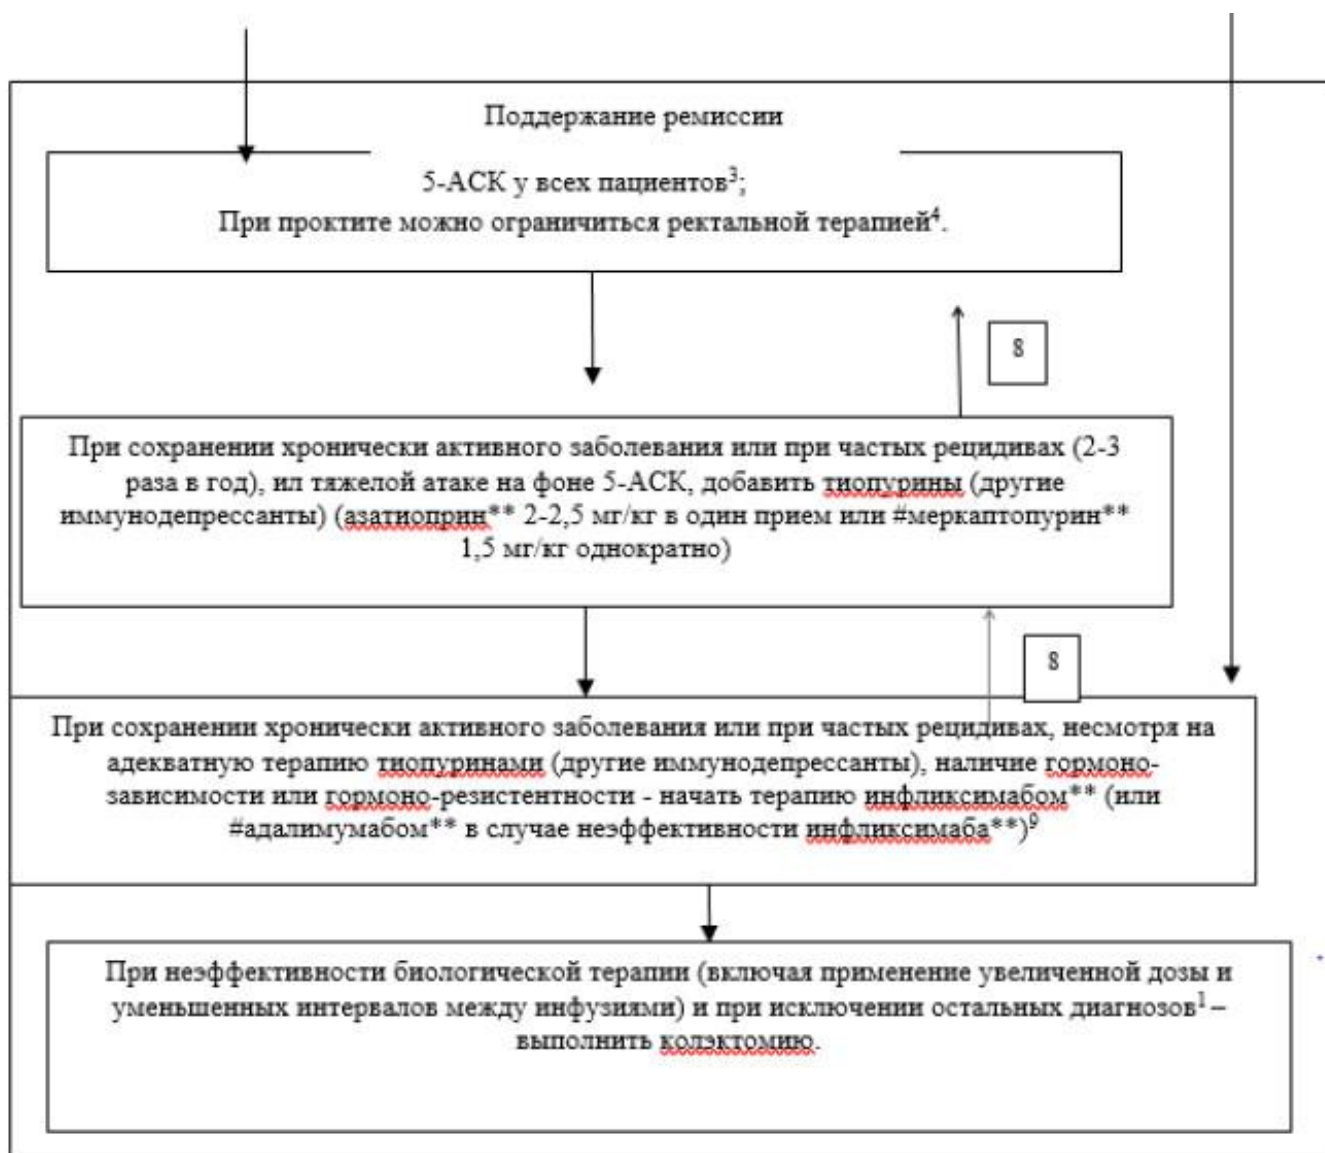 Поддержание ремиссии
5-АСК у всех пациентов³;
При проктите можно ограничиться ректальной терапией⁴.
8
При сохранении хронически активного заболевания или при частых рецидивах (2-3
раза в год), ил тяжелой атаке на фоне 5-АСК, добавить тиопурины (другие
иммунодепрессанты) (азатиоприн** 2-2,5 мг/кг в один прием или #меркаптопурин**
1,5 мг/кг однократно)
8
При сохранении хронически активного заболевания или при частых рецидивах, несмотря на
адекватную терапию тиопуринами (другие иммунодепрессанты), наличие гормоно-
зависимости или гормоно-резистентности - начать терапию инфликсимабом** (или
#адалимумабом** в случае неэффективности инфликсимаба**)⁹
При неэффективности биологической терапии (включая применение увеличенной дозы и
уменьшенных интервалов между инфузиями) и при исключении остальных диагнозов¹ –
выполнить колэктомию.